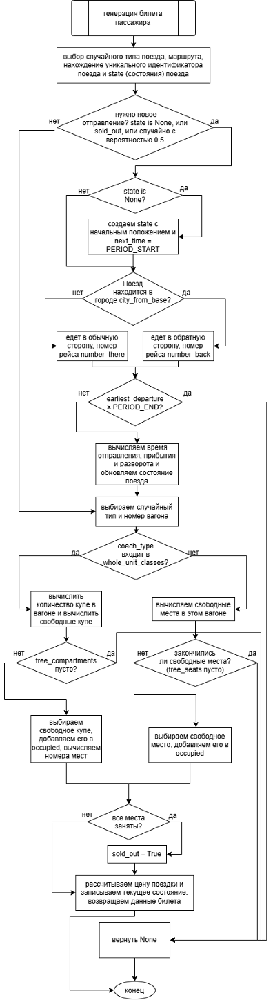 генерация билета
пассажира
выбор случайного типа поезда, маршрута,
нахождение уникального идентификатора
поезда и state (состояния) поезда
нет
да
нужно новое
отправление? state is None, или
sold_out, или случайно с
вероятностью 0.5
нет
да
state is
None?
создаем state с
начальным положением и
next_time =
PERIOD_START
Поезд
находится в
городе city_from_base?
нет
да
едет в обычную
сторону, номер
рейса number_there
едет в обратную
сторону, номер
рейса number_back
нет
да
earliest_departure
≥ PERIOD_END?
вычисляем время
отправления, прибытия
и разворота и
обновляем состояние
поезда
выбираем случайный
тип и номер вагона
coach_type
входит в
whole_unit_classes?
да
нет
вычислить
количество купе в
вагоне и вычислить
свободные купе
вычисляем свободные
места в этом вагоне
нет
да
free_compartments
пусто?
нет
да
закончились
ли свободные места?
(free_seats пусто)
выбираем
свободное купе,
добавляем его в
occupied, вычисляем
номера мест
выбираем свободное
место, добавляем его в
occupied
нет
да
все места
заняты?
sold_out = True
рассчитываем цену поездки и
записываем текущее состояние.
возвращаем данные билета
вернуть None
конец